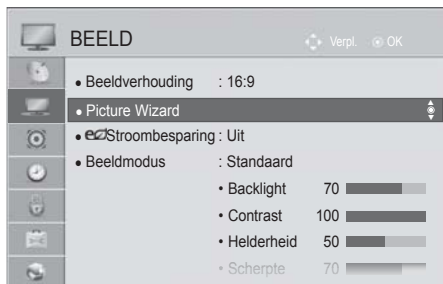 BEELD Verpl. OK
• Beeldverhouding : 16:9
• Picture Wizard
• eco Stroombesparing : Uit
• Beeldmodus : Standaard
• Backlight 70
• Contrast 100
• Helderheid 50
• Scherpte 70